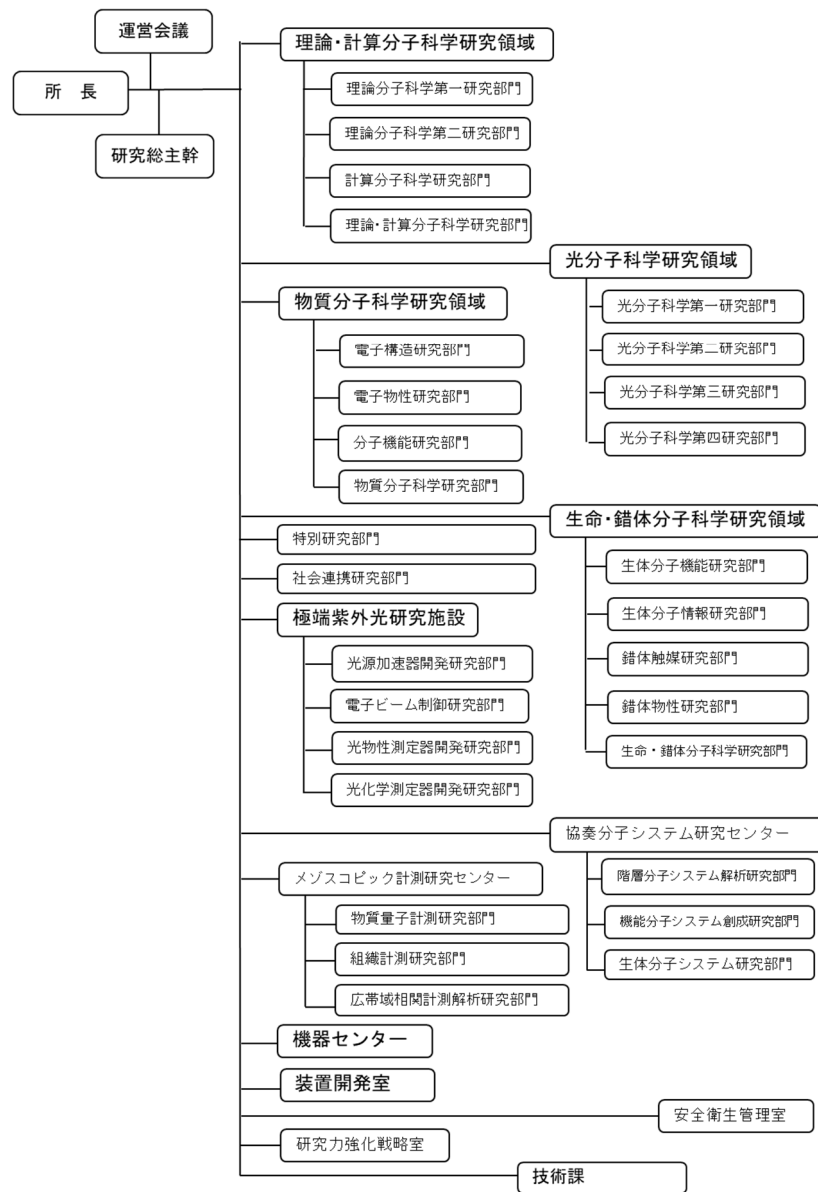 運営会議
所　長
研究総主幹
理論・計算分子科学研究領域
理論分子科学第一研究部門
理論分子科学第二研究部門
計算分子科学研究部門
理論・計算分子科学研究部門
光分子科学研究領域
光分子科学第一研究部門
光分子科学第二研究部門
光分子科学第三研究部門
光分子科学第四研究部門
物質分子科学研究領域
電子構造研究部門
電子物性研究部門
分子機能研究部門
物質分子科学研究部門
生命・錯体分子科学研究領域
生体分子機能研究部門
生体分子情報研究部門
錯体触媒研究部門
錯体物性研究部門
生命・錯体分子科学研究部門
特別研究部門
社会連携研究部門
極端紫外光研究施設
光源加速器開発研究部門
電子ビーム制御研究部門
光物性測定器開発研究部門
光化学測定器開発研究部門
協奏分子システム研究センター
階層分子システム解析研究部門
機能分子システム創成研究部門
生体分子システム研究部門
メゾスコピック計測研究センター
物質量子計測研究部門
組織計測研究部門
広帯域相関計測解析研究部門
機器センター
装置開発室
安全衛生管理室
研究力強化戦略室
技術課